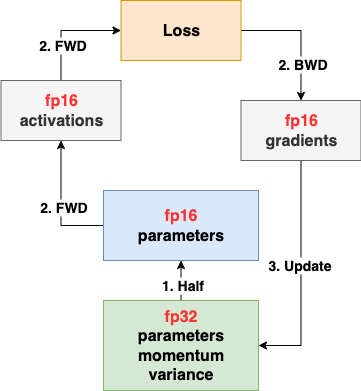 Loss
2. FWD
2. BWD
fp16
activations
fp16
gradients
2. FWD
fp16
parameters
3. Update
1. Half
fp32
parameters
momentum
variance